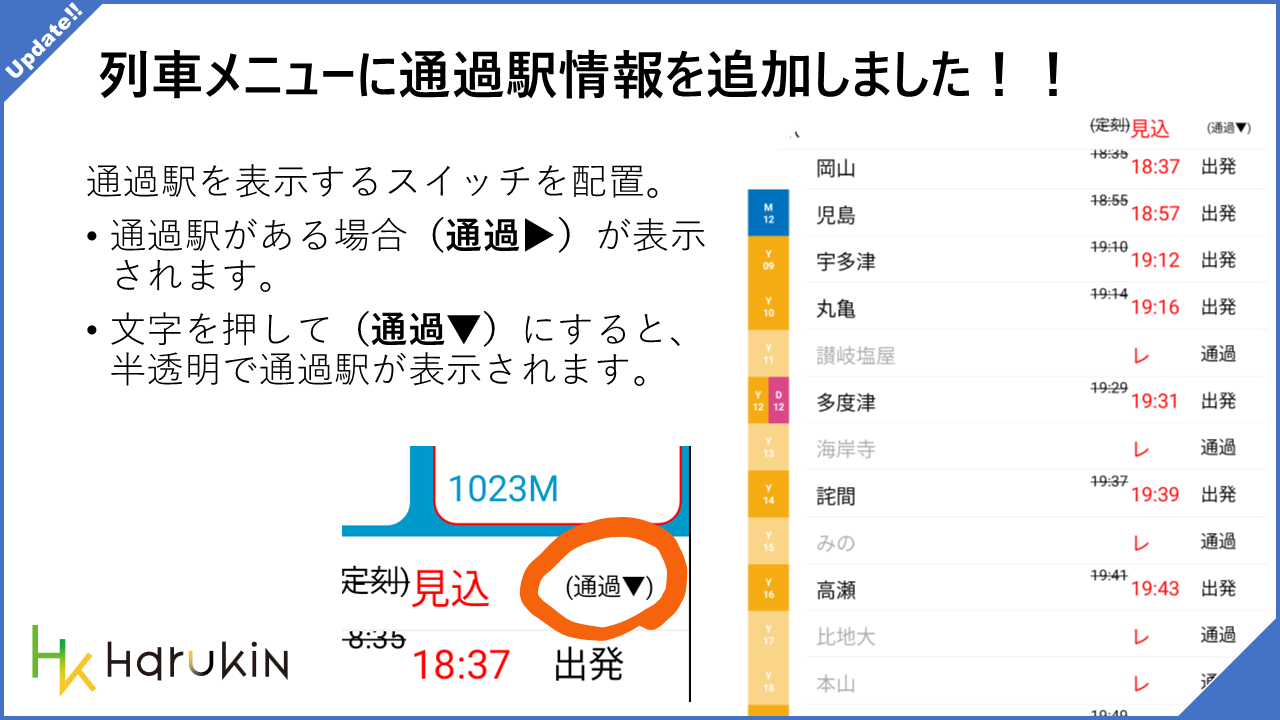 Update!!
列車メニューに通過駅情報を追加しました！！
通過駅を表示するスイッチを配置。
• 通過駅がある場合（通過▶）が表示
されます。
• 文字を押して（通過▼）にすると、
半透明で通過駅が表示されます。
1023M
定刻)見込 (通過▼)
8:35 18:37 出発
HK HarukiN
(定刻)見込 (通過▼)
岡山 18:35 18:37 出発
M 12 児島 18:55 18:57 出発
Y 09 宇多津 19:10 19:12 出発
Y 10 丸亀 19:14 19:16 出発
Y 11 讃岐塩屋 レ 通過
Y 12 D 12 多度津 19:29 19:31 出発
Y 13 海岸寺 レ 通過
Y 14 詫間 19:37 19:39 出発
Y 15 みの レ 通過
Y 16 高瀬 19:41 19:43 出発
Y 17 比地大 レ 通過
Y 18 本山 レ 通
19:49